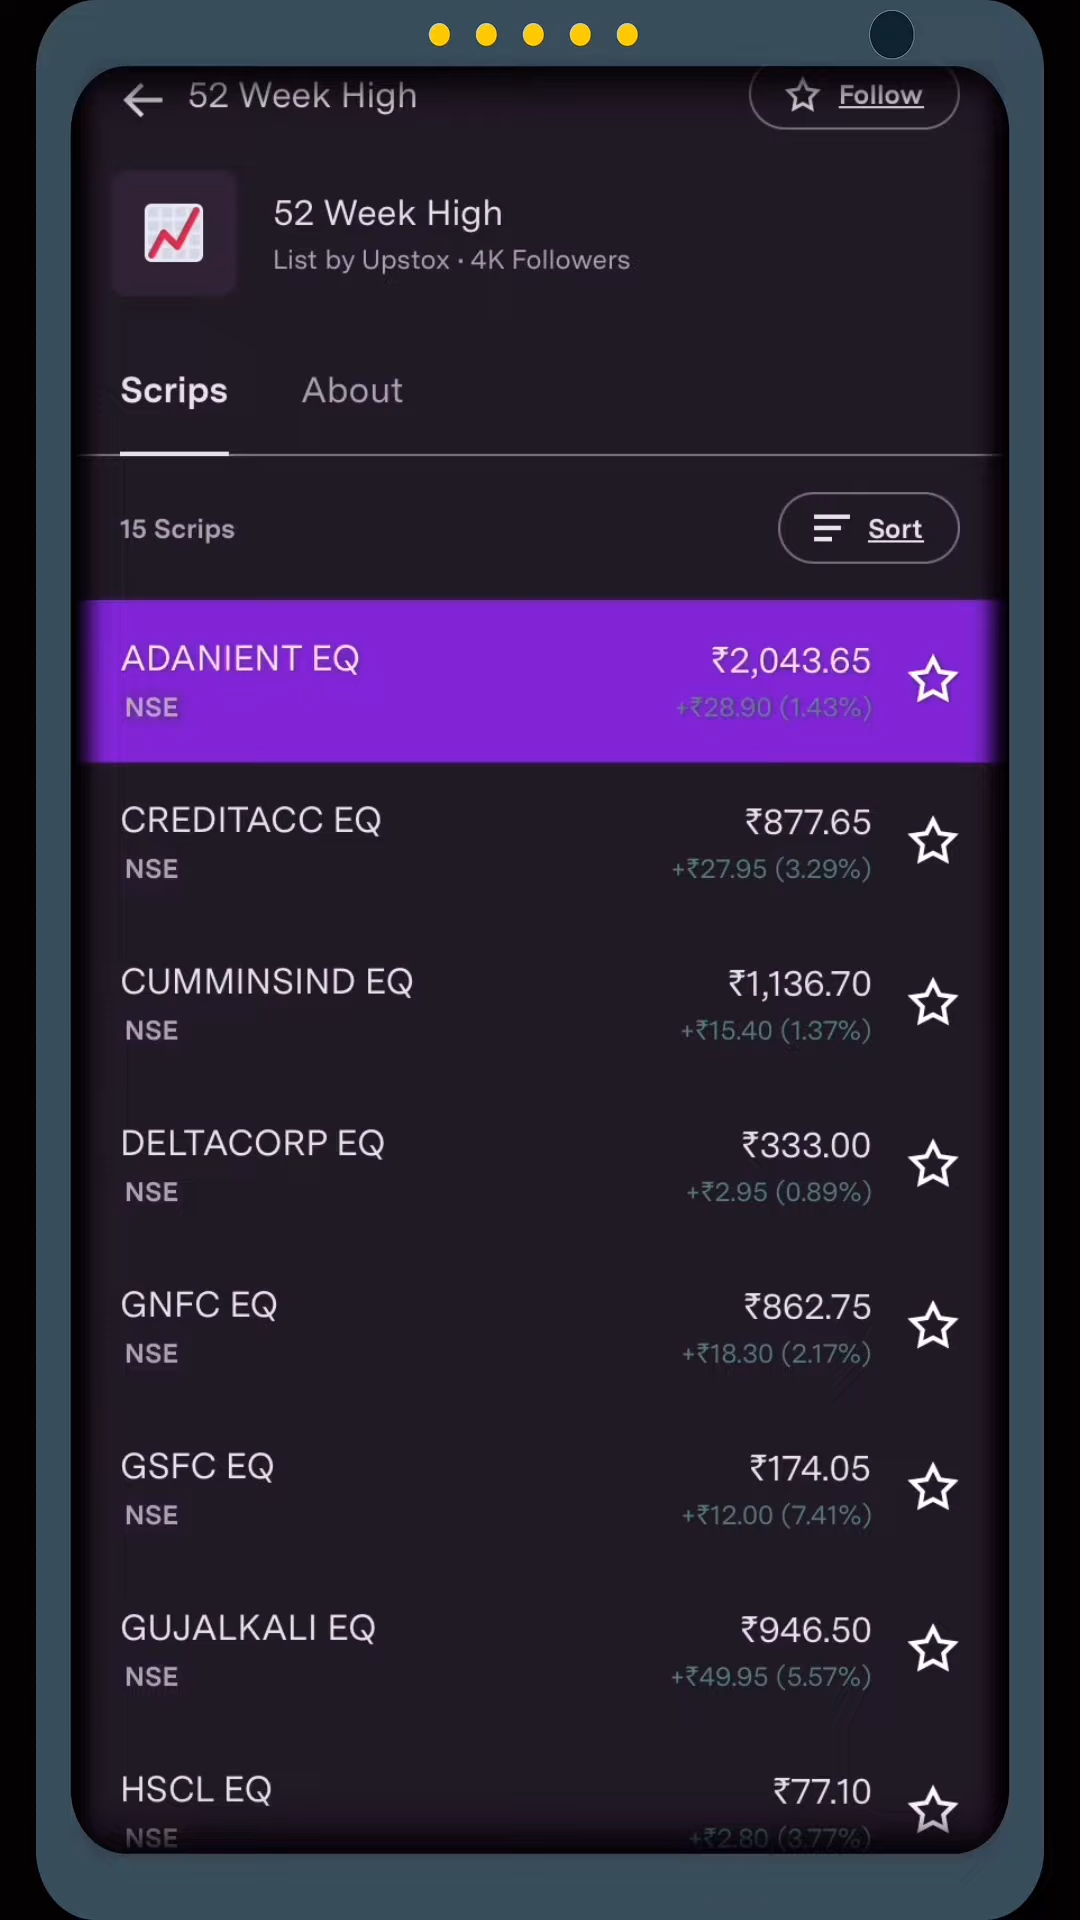 52 Week High
Follow
52 Week High
List by Upstox · 4K Followers
Scrips
About
15 Scrips
Sort
ADANIENT EQ
₹2,043.65
NSE
+₹28.90 (1.43%)
CREDITACC EQ
₹877.65
NSE
+₹27.95 (3.29%)
CUMMINSIND EQ
₹1,136.70
NSE
+₹15.40 (1.37%)
DELTACORP EQ
₹333.00
NSE
+₹2.95 (0.89%)
GNFC EQ
₹862.75
NSE
+₹18.30 (2.17%)
GSFC EQ
₹174.05
NSE
+₹12.00 (7.41%)
GUJALKALI EQ
₹946.50
NSE
+₹49.95 (5.57%)
HSCL EQ
₹77.10
NSE
+₹2.80 (3.77%)